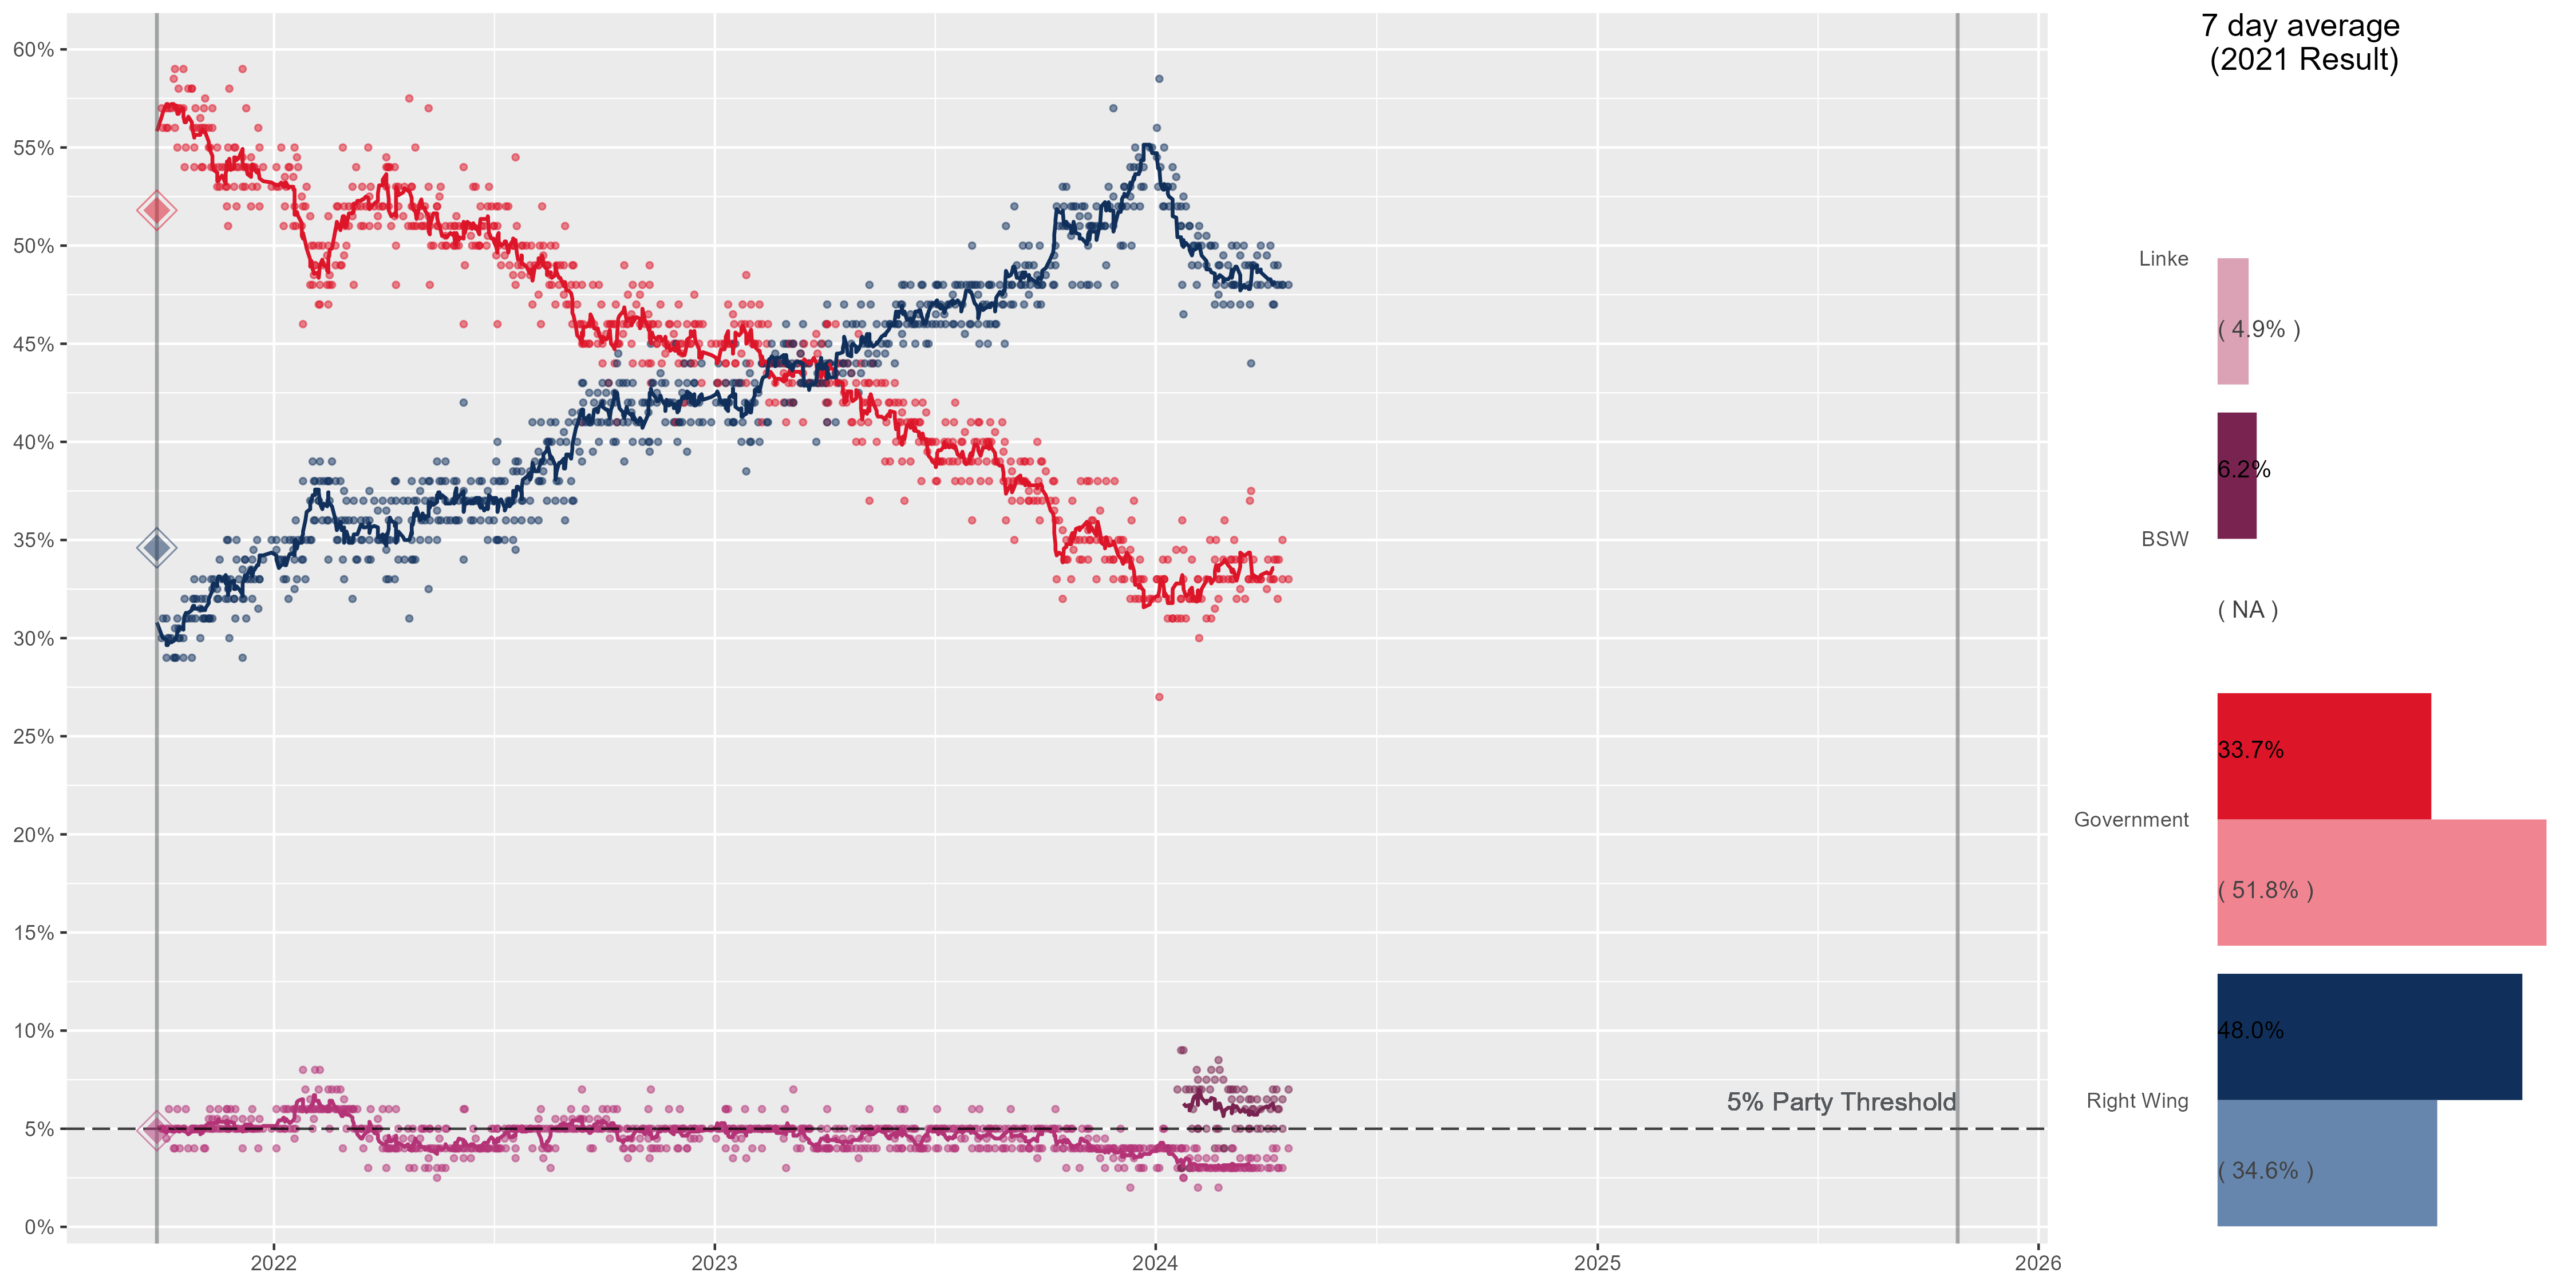 60%
55%
50%
45%
40%
35%
30%
25%
20%
15%
10%
5%
0%
2022
2023
2024
2025
2026
5% Party Threshold
7 day average
(2021 Result)
Linke
( 4.9% )
6.2%
BSW
( NA )
33.7%
Government
( 51.8% )
48.0%
Right Wing
( 34.6% )